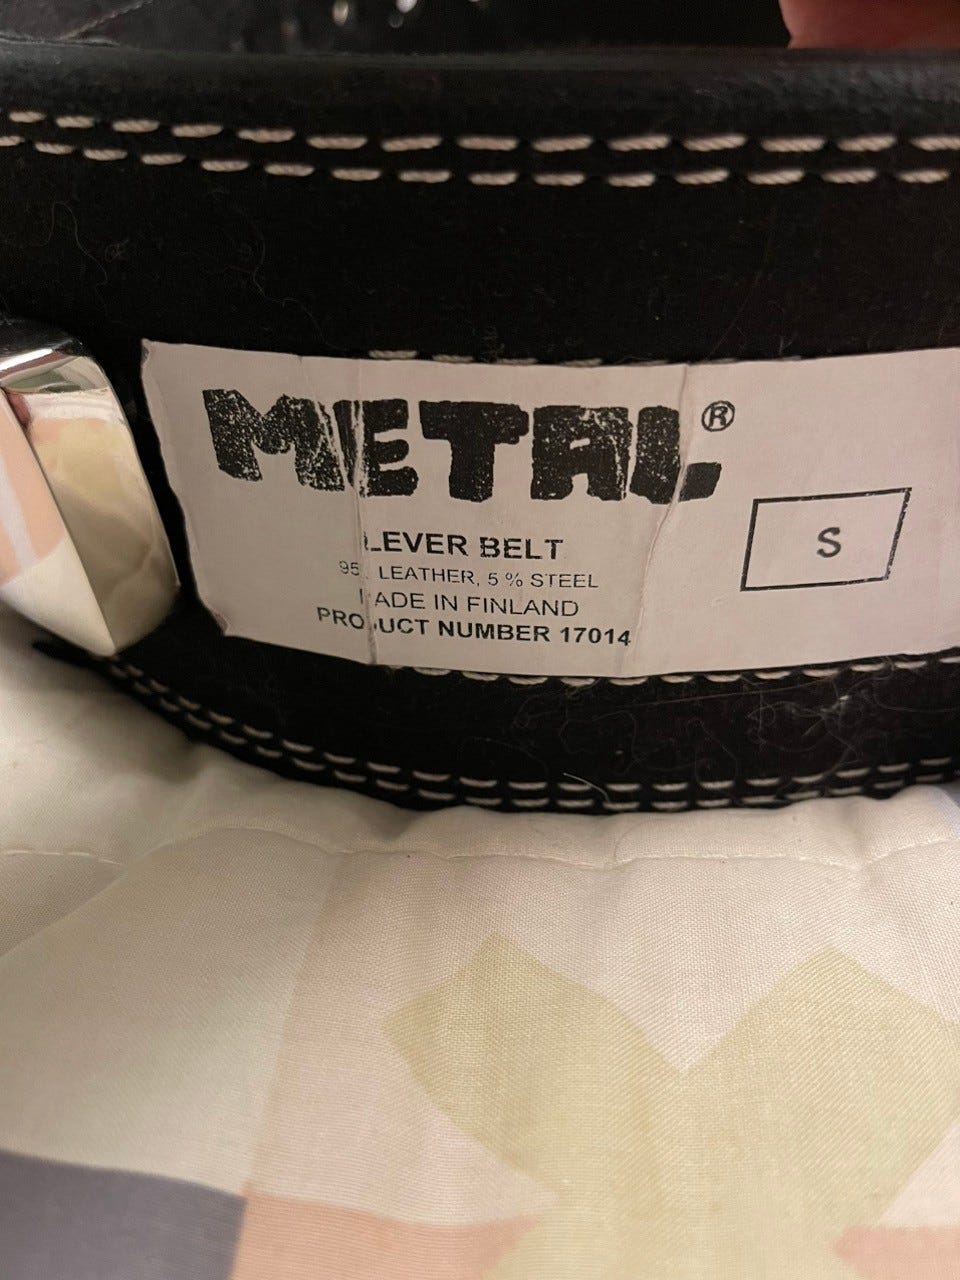 METAL®
LEVER BELT
95% LEATHER, 5 % STEEL
MADE IN FINLAND
PRODUCT NUMBER 17014
S